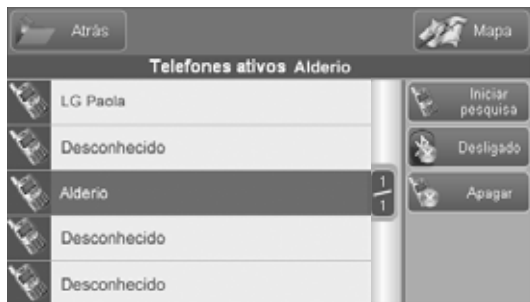 Atrás
Mapa
Telefones ativos Alderio
LG Paola
Iniciar
pesquisa
Desconhecido
Desligado
Alderio
1
1
Apagar
Desconhecido
Desconhecido